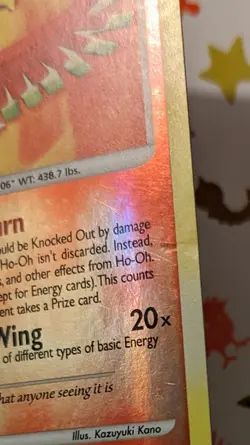 06" WT: 438.7 lbs.
urn
ould be Knocked Out by damage
Ho-Oh isn't discarded. Instead,
s, and other effects from Ho-Oh.
ept for Energy cards). This counts
ent takes a Prize card.
Wing 20x
of different types of basic Energy
that anyone seeing it is
Illus. Kazuyuki Kano